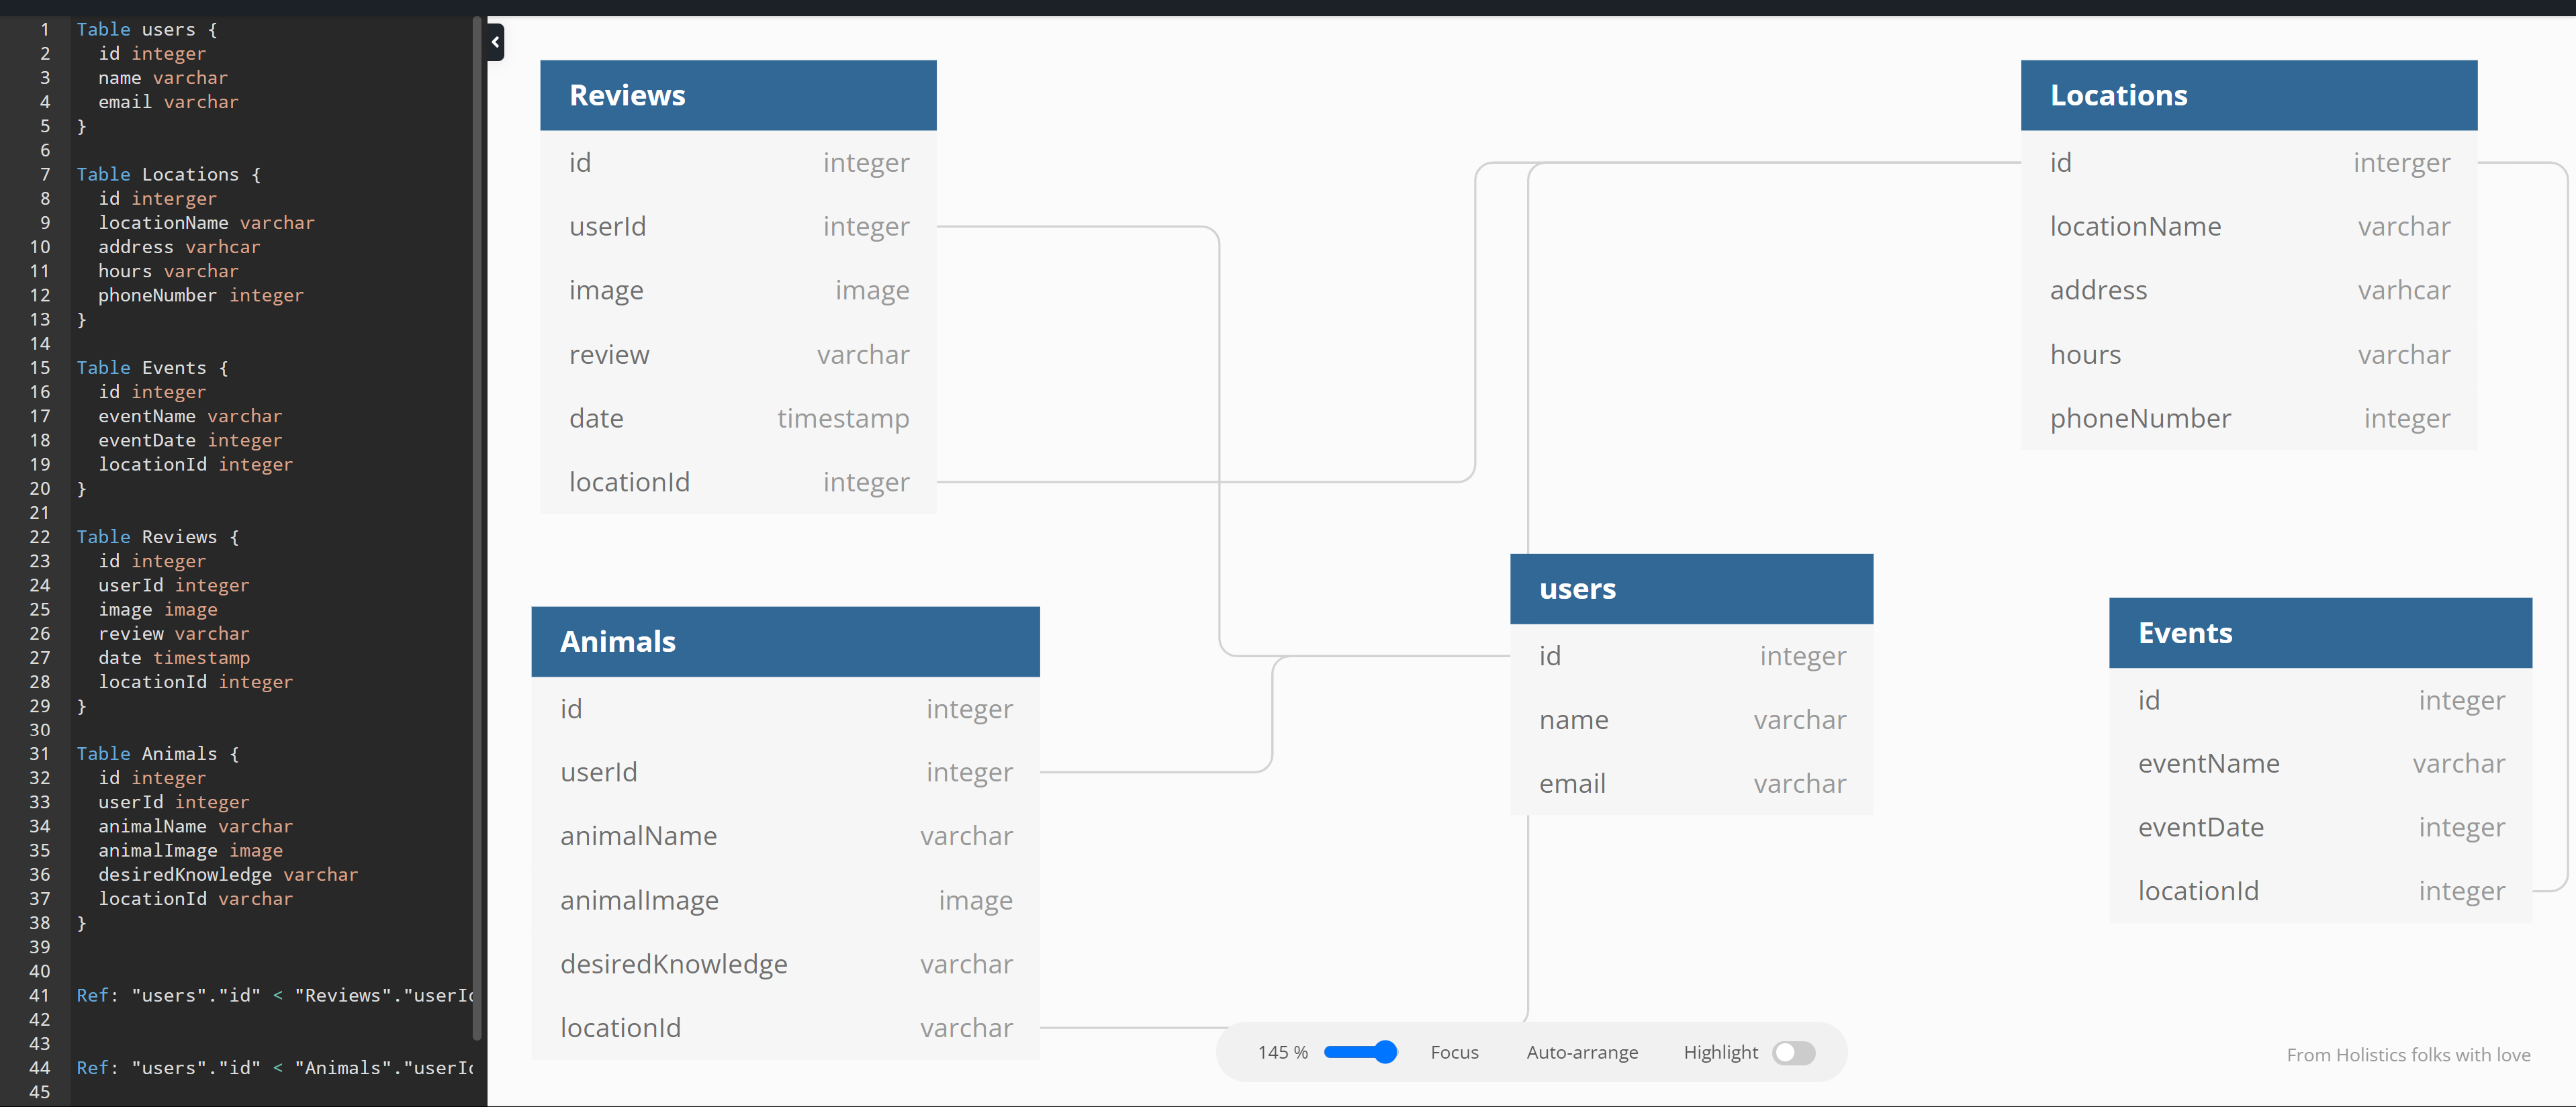 1 Table users {
2 id integer
3 name varchar
4 email varchar
5 }
6
7 Table Locations {
8 id interger
9 locationName varchar
10 address varhcar
11 hours varchar
12 phoneNumber integer
13 }
14
15 Table Events {
16 id integer
17 eventName varchar
18 eventDate integer
19 locationId integer
20 }
21
22 Table Reviews {
23 id integer
24 userId integer
25 image image
26 review varchar
27 date timestamp
28 locationId integer
29 }
30
31 Table Animals {
32 id integer
33 userId integer
34 animalName varchar
35 animalImage image
36 desiredKnowledge varchar
37 locationId varchar
38 }
39
40
41 Ref: "users"."id" < "Reviews"."userId
42
43
44 Ref: "users"."id" < "Animals"."userId
45
Reviews
id integer
userId integer
image image
review varchar
date timestamp
locationId integer
Locations
id interger
locationName varchar
address varhcar
hours varchar
phoneNumber integer
Animals
id integer
userId integer
animalName varchar
animalImage image
desiredKnowledge varchar
locationId varchar
users
id integer
name varchar
email varchar
Events
id integer
eventName varchar
eventDate integer
locationId integer
145 % Focus Auto-arrange Highlight
From Holistics folks with love